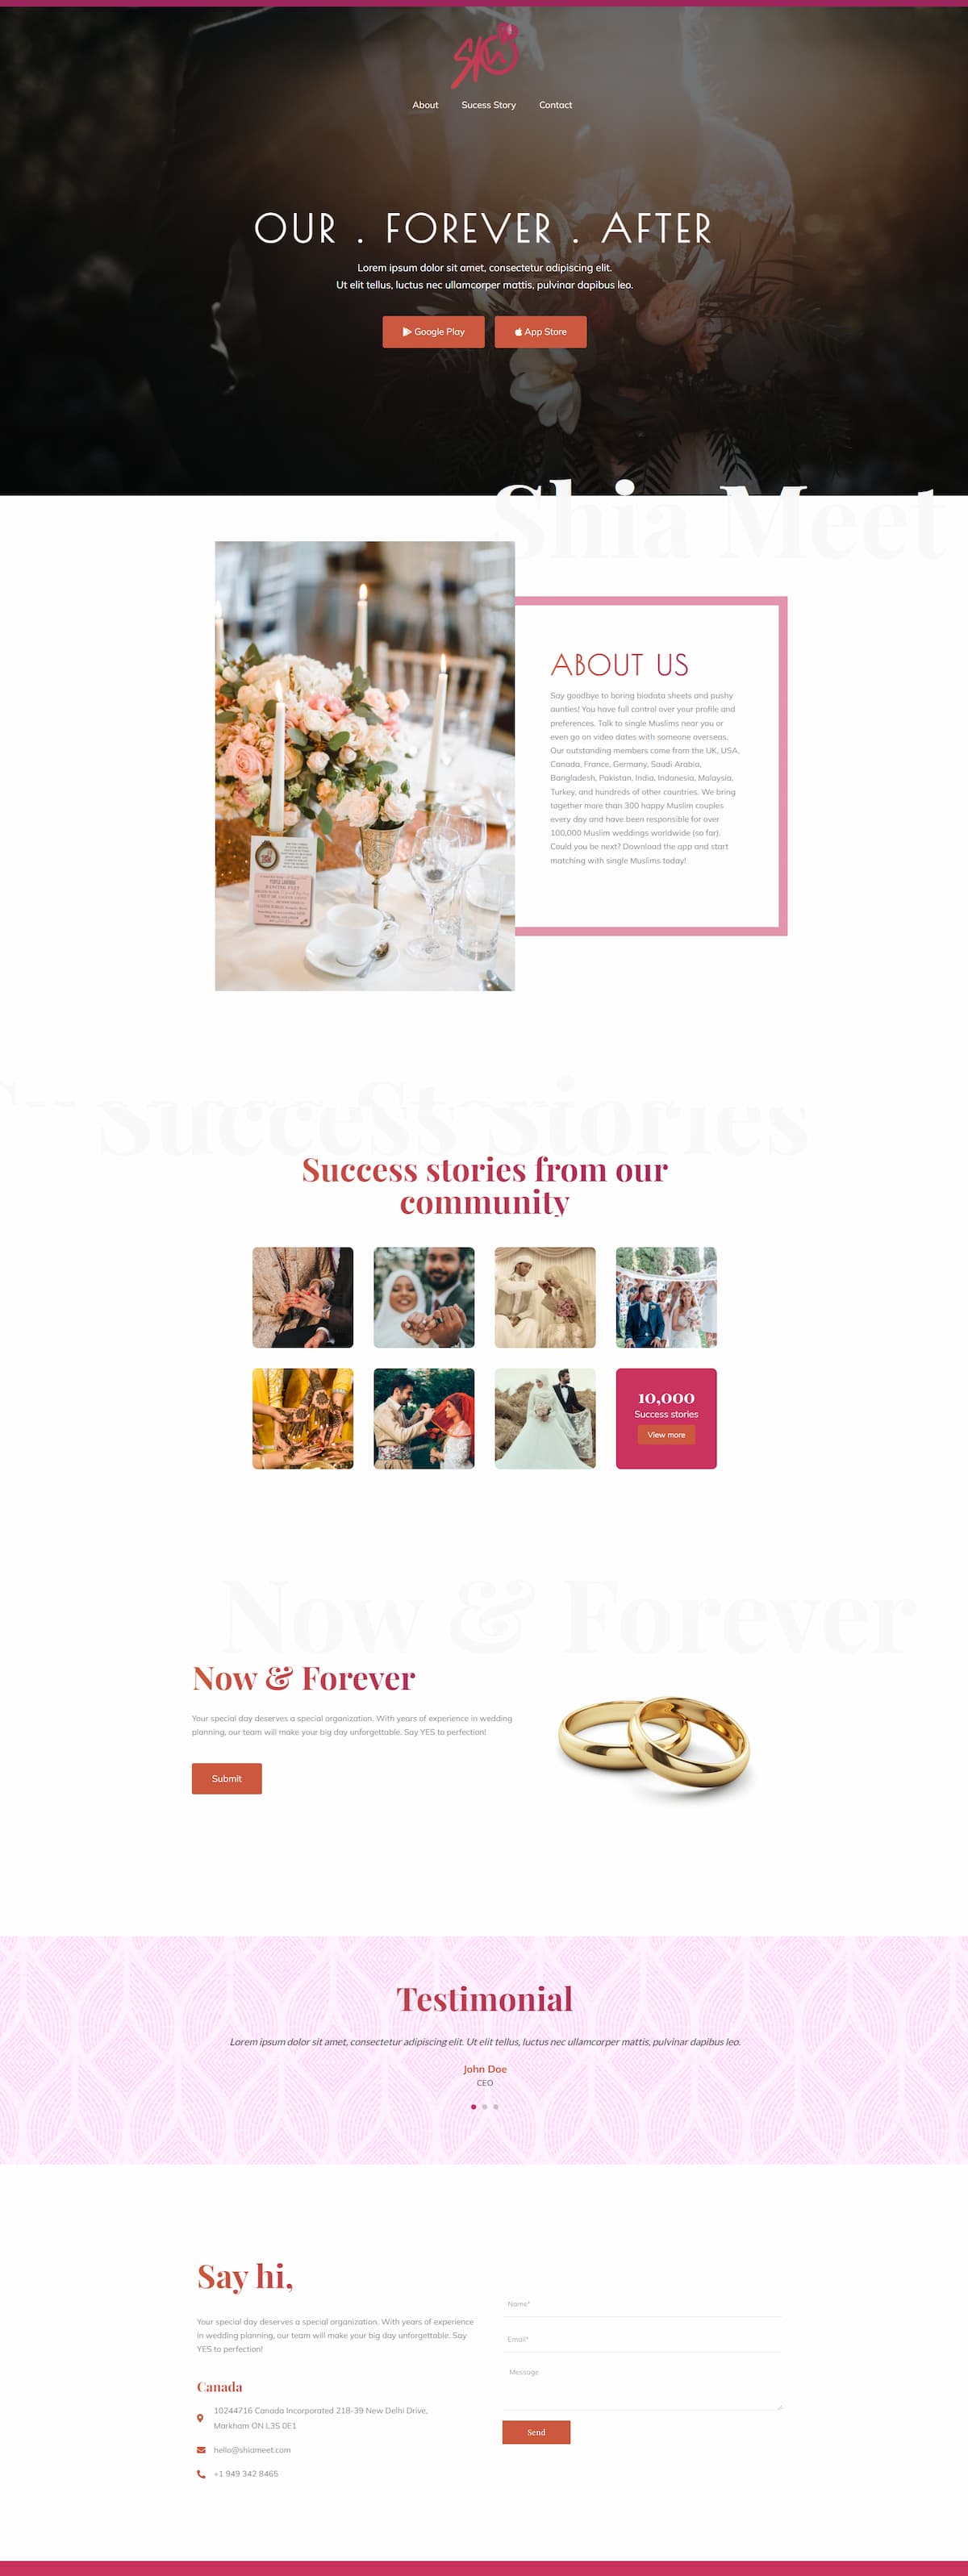 About Sucess Story Contact
OUR . FOREVER . AFTER
Lorem ipsum dolor sit amet, consectetur adipiscing elit.
Ut elit tellus, luctus nec ullamcorper mattis, pulvinar dapibus leo.
Google Play App Store
Shia Meet
ABOUT US
Say goodbye to boring biodata sheets and pushy
aunties! You have full control over your profile and
preferences. Talk to single Muslims near you or
even go on video dates with someone overseas.
Our outstanding members come from the UK, USA,
Canada, France, Germany, Saudi Arabia,
Bangladesh, Pakistan, India, Indonesia, Malaysia,
Turkey, and hundreds of other countries. We bring
together more than 300 happy Muslim couples
every day and have been responsible for over
100,000 Muslim weddings worldwide (so far).
Could you be next? Download the app and start
matching with single Muslims today!
Success Stories
Success stories from our
community
10,000
Success stories
View more
Now & Forever
Now & Forever
Your special day deserves a special organization. With years of experience in wedding
planning, our team will make your big day unforgettable. Say YES to perfection!
Submit
Testimonial
Lorem ipsum dolor sit amet, consectetur adipiscing elit. Ut elit tellus, luctus nec ullamcorper mattis, pulvinar dapibus leo.
John Doe
CEO
Say hi,
Your special day deserves a special organization. With years of experience
in wedding planning, our team will make your big day unforgettable. Say
YES to perfection!
Canada
10244716 Canada Incorporated 218-39 New Delhi Drive,
Markham ON L3S 0E1
hello@shiameet.com
+1 949 342 8465
Name*
Email*
Message
Send